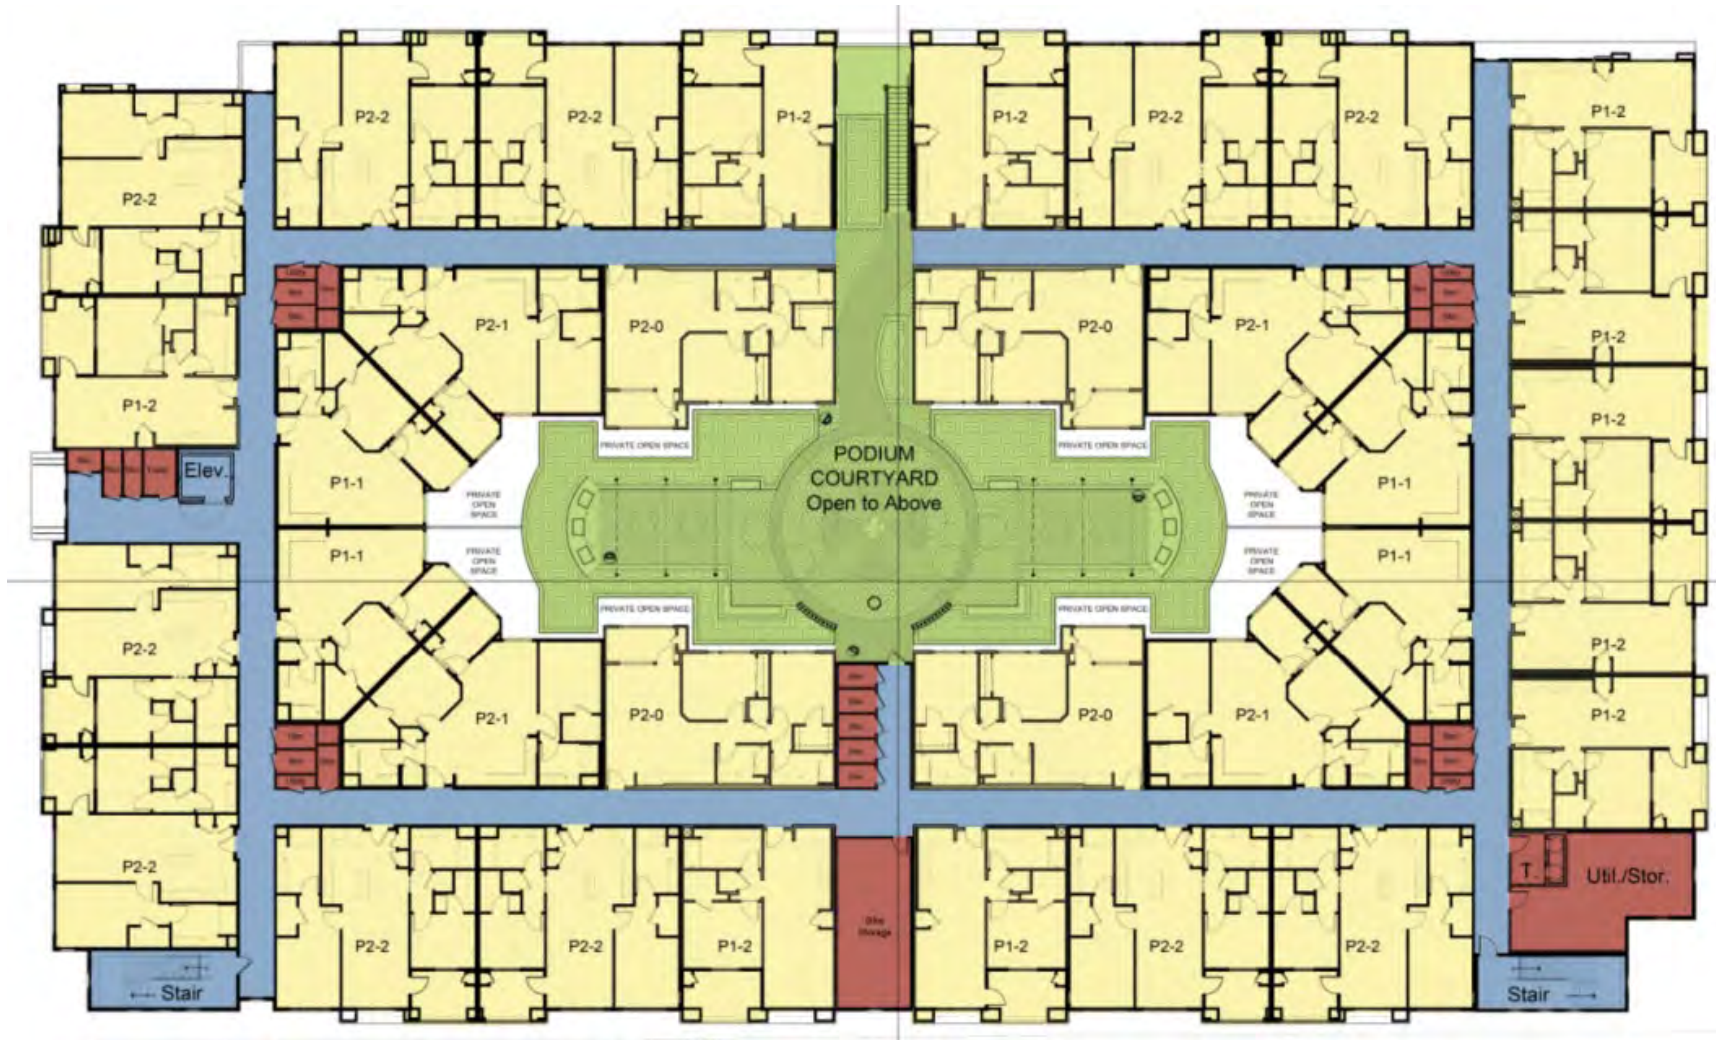 P2-2
P2-2
P1-2
P1-2
P2-2
P2-2
P1-2
P2-2
P2-1
P2-0
P2-0
P2-1
P1-2
P1-2
P1-2
PRIVATE OPEN SPACE
PRIVATE OPEN SPACE
PODIUM
COURTYARD
Open to Above
Elev.
P1-1
P1-1
PRIVATE
OPEN
SPACE
PRIVATE
OPEN
SPACE
P1-1
P1-1
PRIVATE
OPEN
SPACE
PRIVATE
OPEN
SPACE
PRIVATE OPEN SPACE
PRIVATE OPEN SPACE
P2-2
P1-2
P2-1
P2-0
P2-0
P2-1
P1-2
P2-2
T.
Util./Stor.
P2-2
P2-2
P1-2
Bike
Storage
P1-2
P2-2
P2-2
Stair
Stair